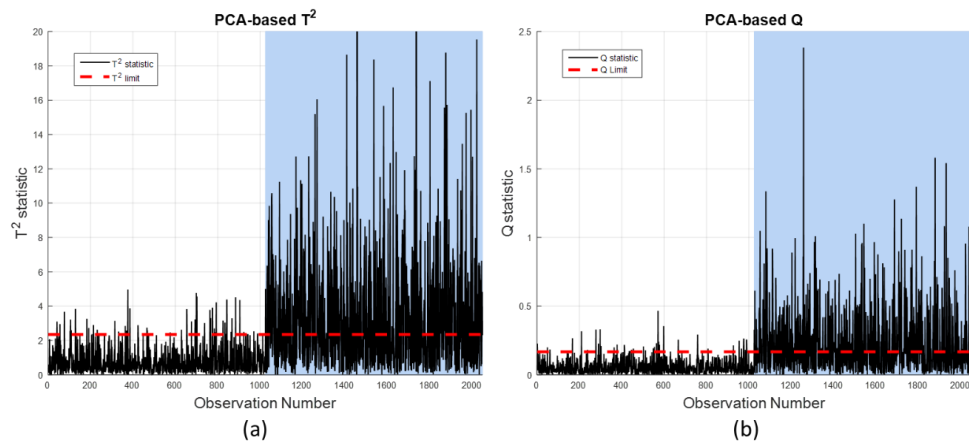 PCA-based T²
20
18
16
14
12
10
8
6
4
2
0
T² statistic
T² statistic
T² limit
0 200 400 600 800 1000 1200 1400 1600 1800 2000
Observation Number
(a)
PCA-based Q
2.5
2
1.5
1
0.5
0
Q statistic
Q statistic
Q Limit
0 200 400 600 800 1000 1200 1400 1600 1800 2000
Observation Number
(b)